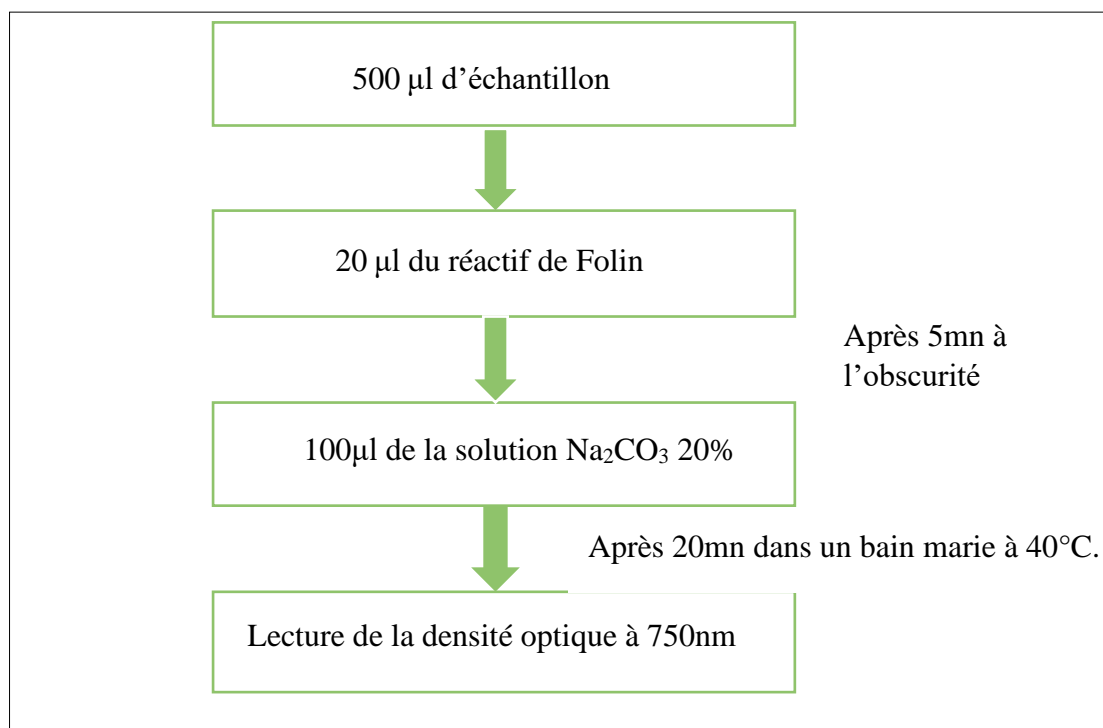 500 µl d’échantillon
20 µl du réactif de Folin
Après 5mn à
l’obscurité
100µl de la solution Na₂CO₃ 20%
Après 20mn dans un bain marie à 40°C.
Lecture de la densité optique à 750nm